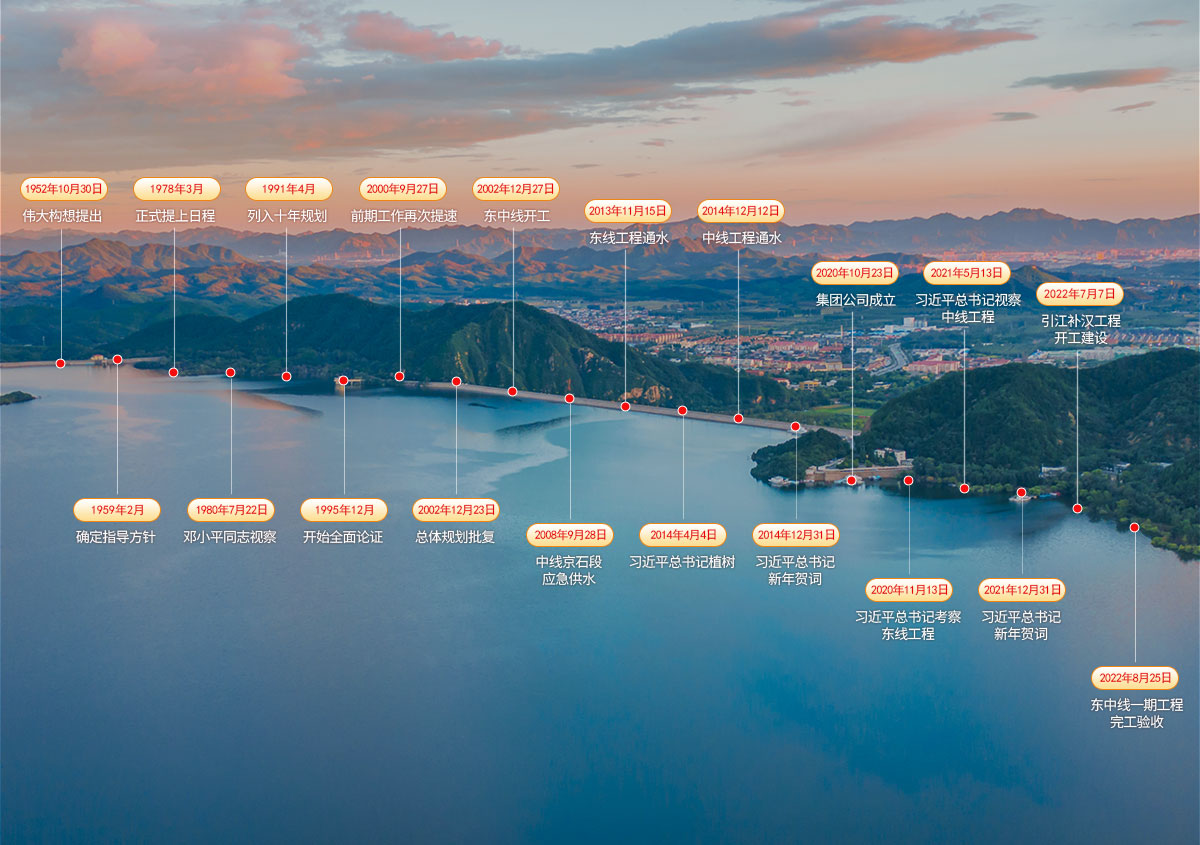 1952年10月30日
伟大构想提出
1959年2月
确定指导方针
1978年3月
正式提上日程
1980年7月22日
邓小平同志视察
1991年4月
列入十年规划
1995年12月
开始全面论证
2000年9月27日
前期工作再次提速
2002年12月23日
总体规划批复
2002年12月27日
东中线开工
2008年9月28日
中线京石段
应急供水
2013年11月15日
东线工程通水
2014年4月4日
习近平总书记植树
2014年12月12日
中线工程通水
2014年12月31日
习近平总书记
新年贺词
2020年10月23日
集团公司成立
2020年11月13日
习近平总书记考察
东线工程
2021年5月13日
习近平总书记视察
中线工程
2021年12月31日
习近平总书记
新年贺词
2022年7月7日
引江补汉工程
开工建设
2022年8月25日
东中线一期工程
完工验收